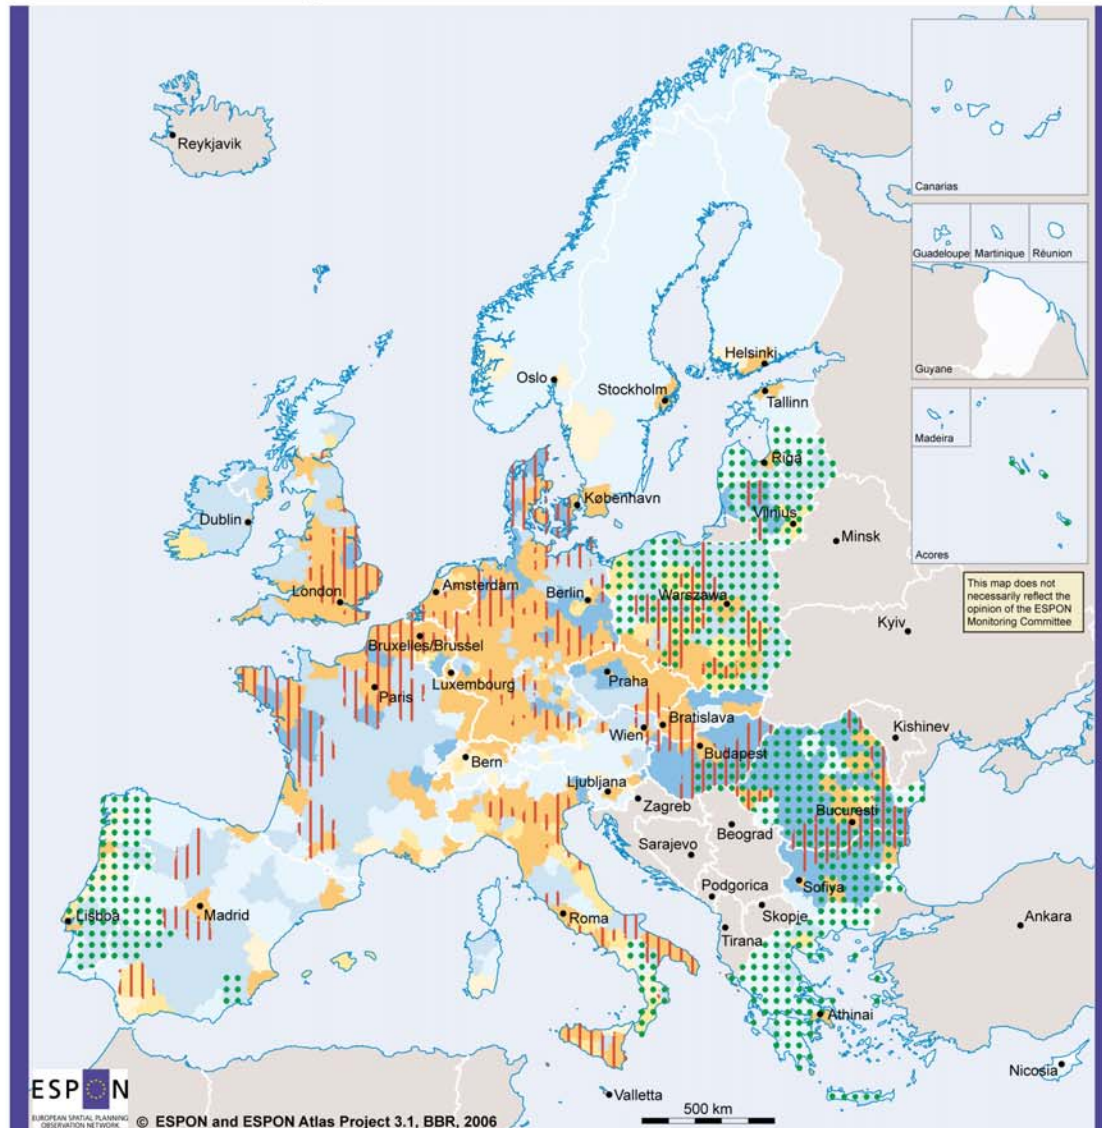 Reykjavik
Canarias
Guadeloupe
Martinique
Réunion
Guyane
Madeira
Acores
This map does not
necessarily reflect the
opinion of the ESPON
Monitoring Committee
Helsinki
Oslo
Stockholm
Tallinn
Riga
København
Vilnius
Dublin
Minsk
London
Amsterdam
Berlin
Warszawa
Kyiv
Bruxelles/Brussel
Luxembourg
Praha
Paris
Bratislava
Wien
Kishinev
Budapest
Bern
Ljubljana
Zagreb
Bucuresti
Beograd
Sarajevo
Sofiya
Podgorica
Skopje
Ankara
Lisboa
Madrid
Roma
Tirana
Athinai
Nicosia
Valletta
ESPON
EUROPEAN SPATIAL PLANNING
OBSERVATION NETWORK
© ESPON and ESPON Atlas Project 3.1, BBR, 2006
500 km